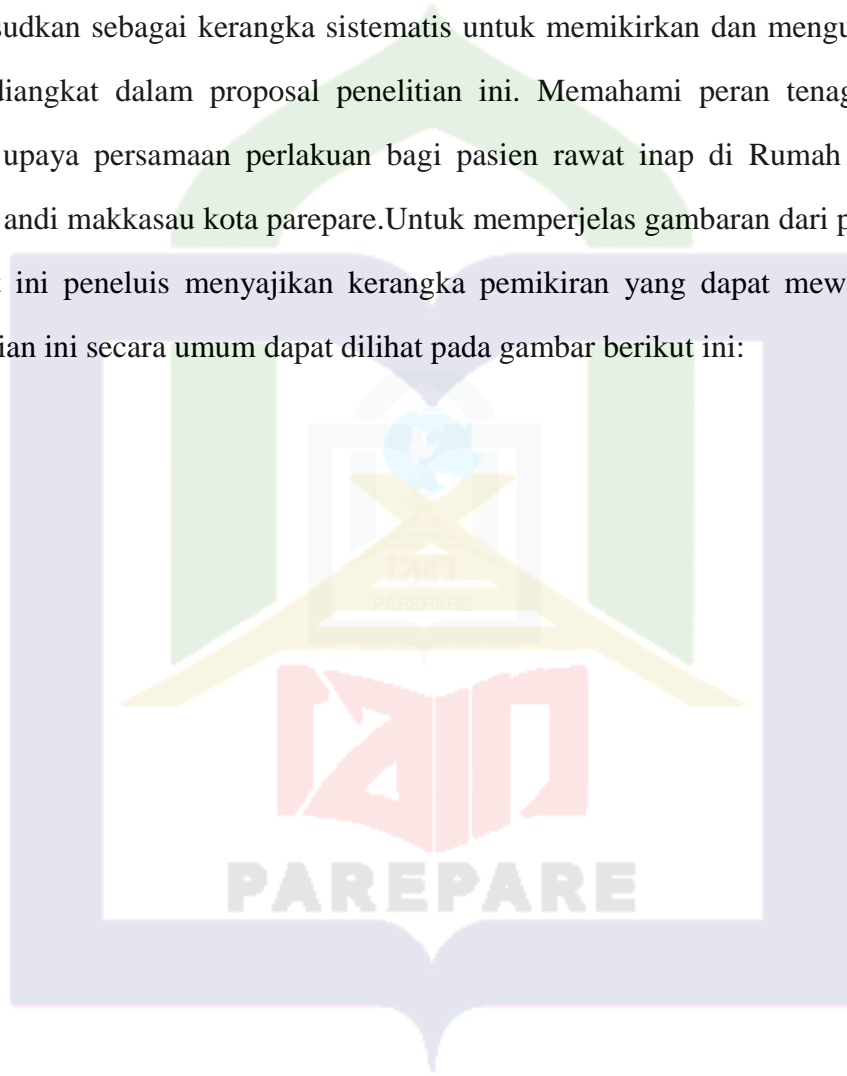 sudkan sebagai kerangka sistematis untuk memikirkan dan mengu
diangkat dalam proposal penelitian ini. Memahami peran tenag
upaya persamaan perlakuan bagi pasien rawat inap di Rumah
andi makkasau kota parepare.Untuk memperjelas gambaran dari p
ini peneluis menyajikan kerangka pemikiran yang dapat mew
ian ini secara umum dapat dilihat pada gambar berikut ini:
iain
PAREPARE
iain
PAREPARE